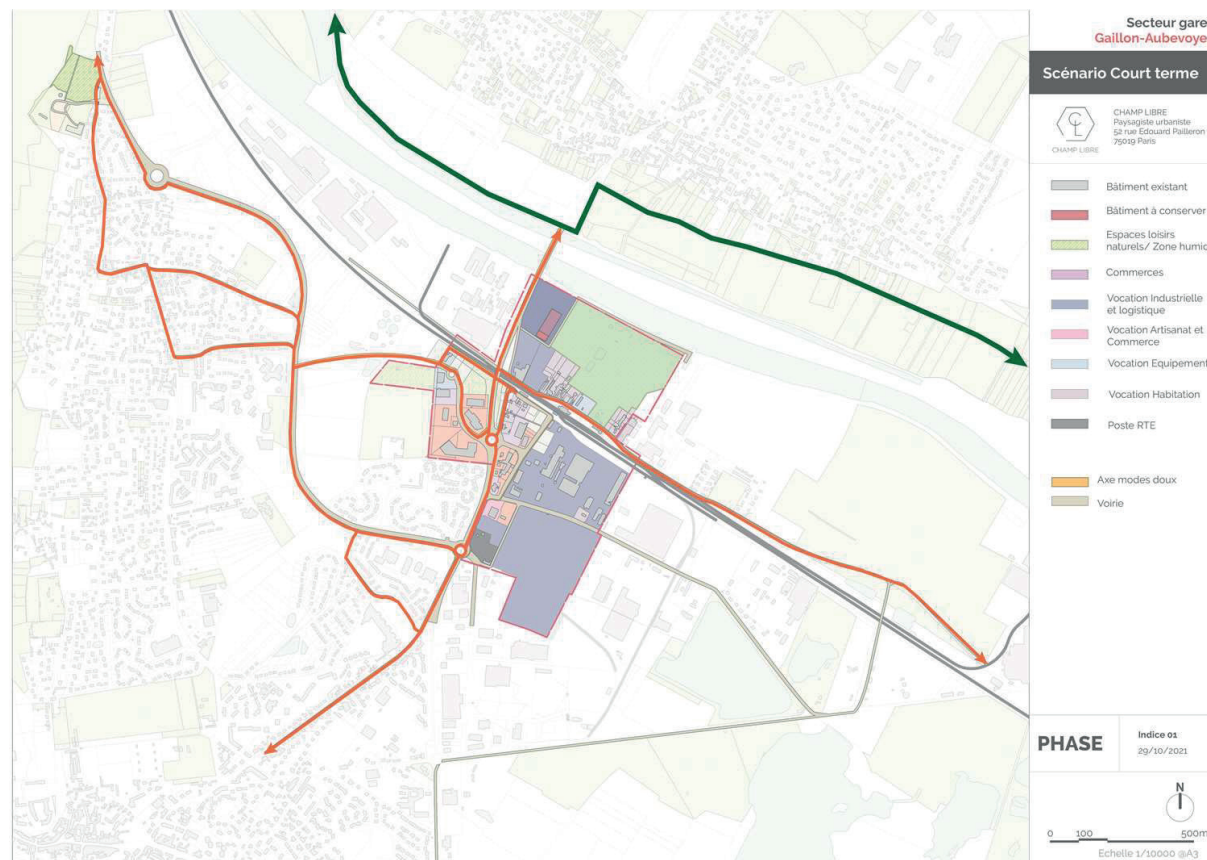 Secteur gare
Gaillon-Aubevoye
Scénario Court terme
CL
CHAMP LIBRE
CHAMP LIBRE
Paysagiste urbaniste
52 rue Edouard Pailleron
75019 Paris
Bâtiment existant
Bâtiment à conserver
Espaces loisirs
naturels/ Zone humid
Commerces
Vocation Industrielle
et logistique
Vocation Artisanat et
Commerce
Vocation Equipement
Vocation Habitation
Poste RTE
Axe modes doux
Voirie
PHASE
Indice 01
29/10/2021
N
0 100 500m
Echelle 1/10000 @A3